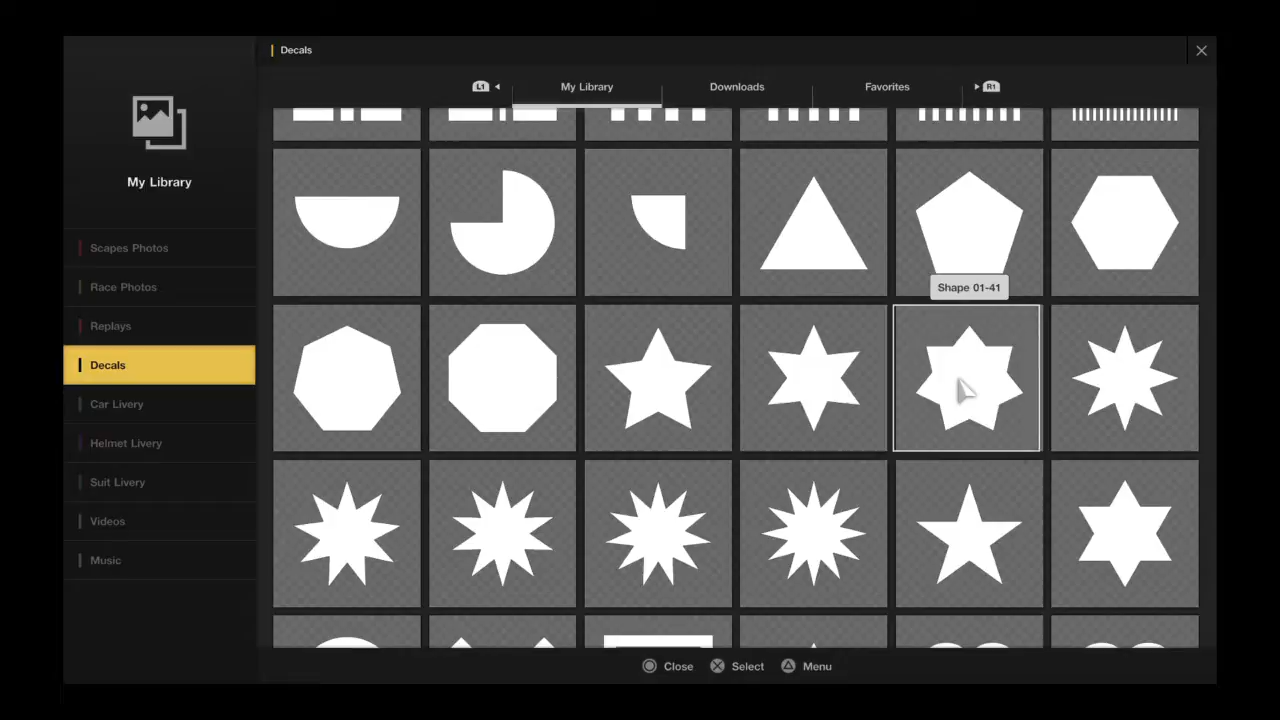 Decals
L1
My Library
Downloads
Favorites
R1
My Library
Scapes Photos
Race Photos
Replays
Decals
Car Livery
Helmet Livery
Suit Livery
Videos
Music
Shape 01-41
Close
Select
Menu